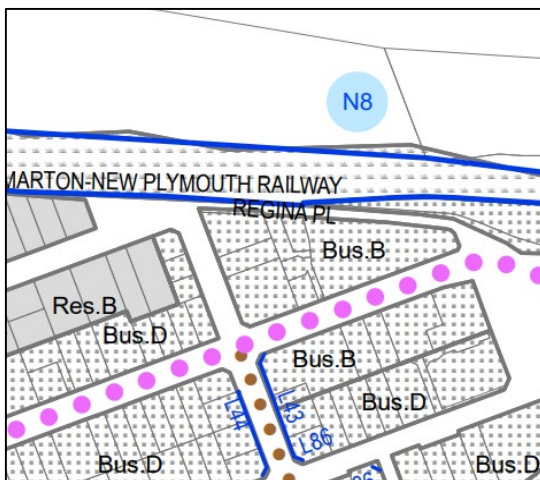 N8
MARTON-NEW PLYMOUTH RAILWAY
REGINA PL
Bus.B
Res.B
Bus.D
Bus.B
L43
L44
Bus.D
L86
Bus.D
Bus.D